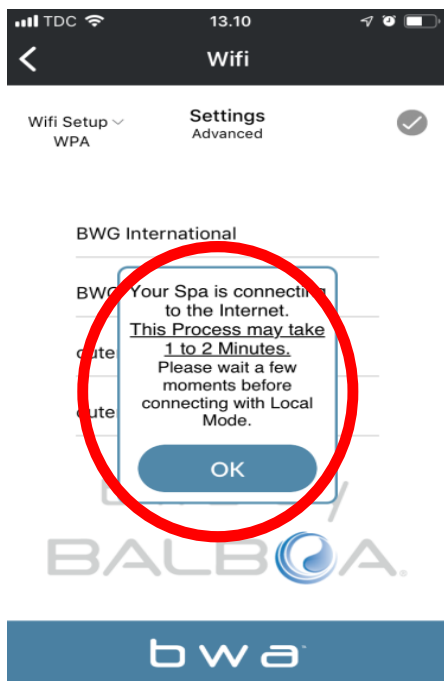 TDC 13.10
Wifi
Wifi Setup
WPA
Settings
Advanced
BWG International
BWG
Your Spa is connecting
to the Internet.
This Process may take
1 to 2 Minutes.
Please wait a few
moments before
connecting with Local
Mode.
OK
BALBOA.
bwa